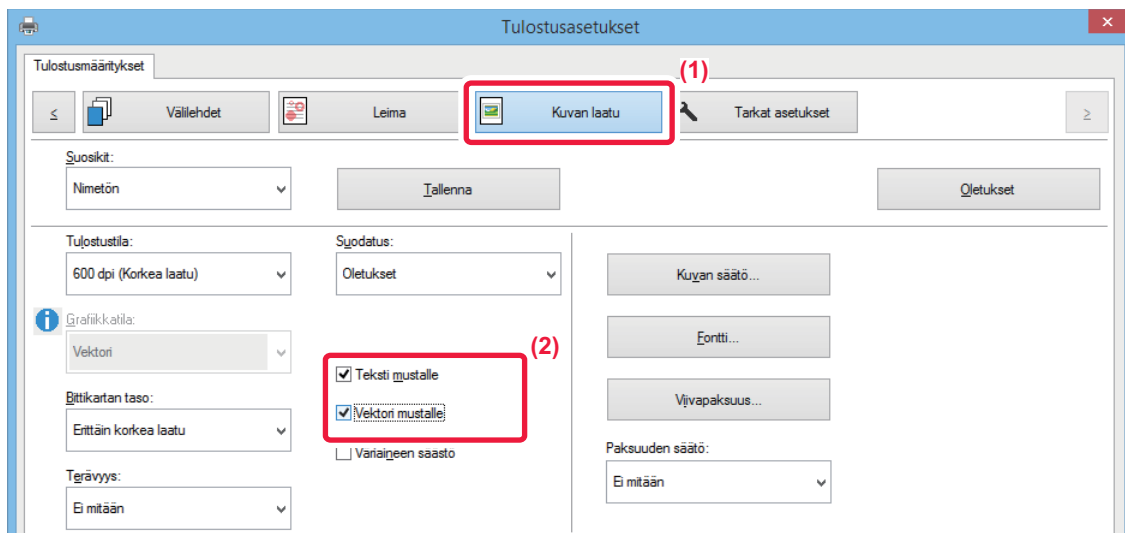 Tulostusasetukset
Tulostusmääritykset
(1)
< Välilehdet Leima Kuvan laatu Tarkat asetukset >
Suosikit:
Nimetön Tallenna Oletukset
Tulostustila: Suodatus:
600 dpi (Korkea laatu) Oletukset Kuvan säätö...
Grafiikkatila:
Vektori Fontti...
(2)
Teksti mustalle
Bittikartan taso: Vektori mustalle Viivapaksuus...
Erittäin korkea laatu
Variaineen saasto Paksuuden säätö:
Terävyys:
Ei mitään Ei mitään